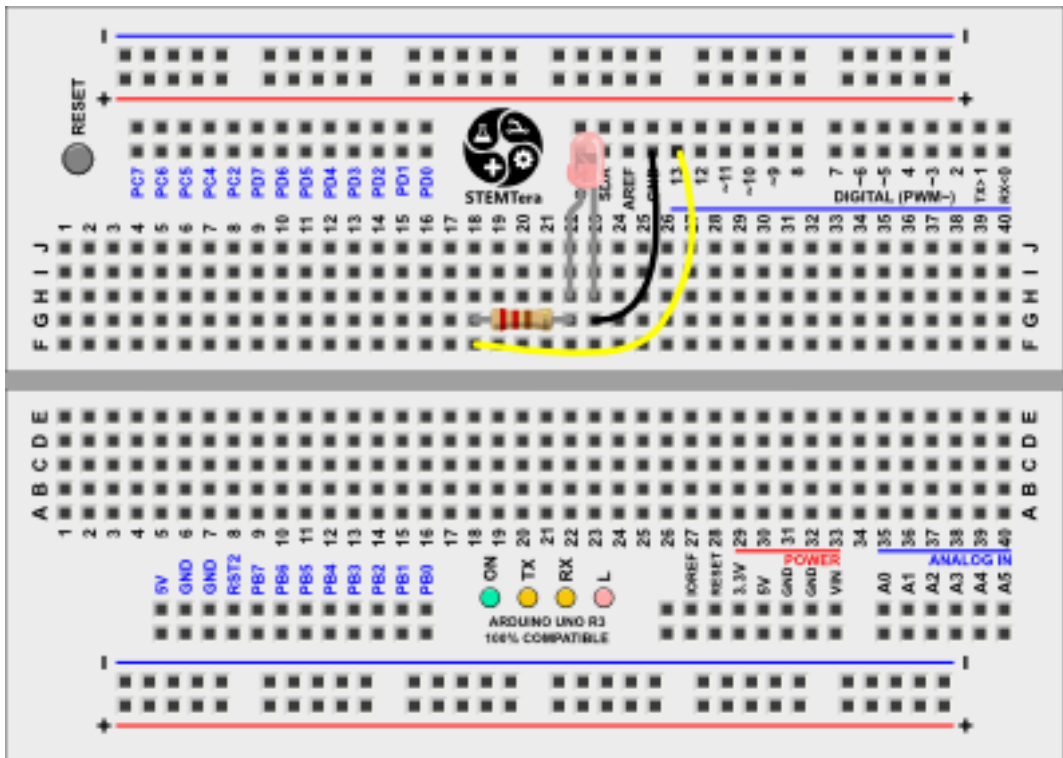 RESET
PC7 PC6 PC5 PC4 PC2 PD7 PD6 PD5 PD4 PD3 PD2 PD1 PD0
STEMTera
SDA AREF GND 13 12 ~11 ~10 ~9 8 7 ~6 ~5 4 ~3 2 TX>1 RX<0
DIGITAL (PWM~)
1 2 3 4 5 6 7 8 9 10 11 12 13 14 15 16 17 18 19 20 21 22 23 24 25 26 27 28 29 30 31 32 33 34 35 36 37 38 39 40
J J
I I
H H
G G
F F
E E
D D
C C
B B
A A
1 2 3 4 5 6 7 8 9 10 11 12 13 14 15 16 17 18 19 20 21 22 23 24 25 26 27 28 29 30 31 32 33 34 35 36 37 38 39 40
POWER ANALOG IN
5V GND GND RST2 PB7 PB6 PB5 PB4 PB3 PB2 PB1 PB0 ON TX RX L IOREF RESET 3.3V 5V GND GND VIN A0 A1 A2 A3 A4 A5
ARDUINO UNO R3
100% COMPATIBLE